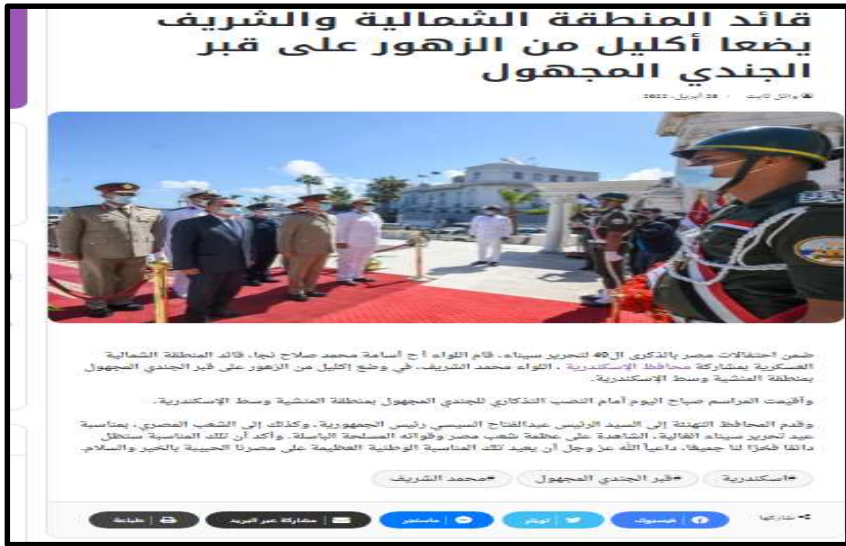 قائد المنطقة الشمالية والشريف
يضعا أكليل من الزهور على قبر
الجندي المجهول
وائل ثابت · 28 أبريل، 2022
ضمن احتفالات مصر بالذكرى ال40 لتحرير سيناء، قام اللواء أ ح أسامة محمد صلاح نجا، قائد المنطقة الشمالية
العسكرية بمشاركة محافظ الإسكندرية ، اللواء محمد الشريف، في وضع إكليل من الزهور على قبر الجندي المجهول
بمنطقة المنشية وسط الإسكندرية.
وأقيمت المراسم صباح اليوم أمام النصب التذكاري للجندي المجهول بمنطقة المنشية وسط الإسكندرية.
وقدم المحافظ التهنئة إلى السيد الرئيس عبدالفتاح السيسي رئيس الجمهورية، وكذلك إلى الشعب المصري، بمناسبة
عيد تحرير سيناء الغالية، الشاهدة على عظمة شعب مصر وقواته المسلحة الباسلة. وأكد أن تلك المناسبة ستظل
دائما فخرًا لنا جميعا، داعياً الله عز وجل أن يعيد تلك المناسبة الوطنية العظيمة على مصرنا الحبيبة بالخير والسلام.
#اسكندرية #قبر الجندي المجهول #محمد الشريف
شاركها فيسبوك تويتر ماسنجر مشاركة عبر البريد طباعة